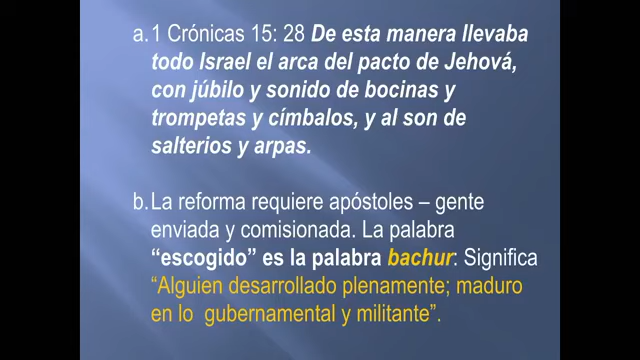 a. 1 Crónicas 15: 28 De esta manera llevaba
todo Israel el arca del pacto de Jehová,
con júbilo y sonido de bocinas y
trompetas y címbalos, y al son de
salterios y arpas.
b. La reforma requiere apóstoles – gente
enviada y comisionada. La palabra
“escogido” es la palabra bachur: Significa
“Alguien desarrollado plenamente; maduro
en lo gubernamental y militante”.